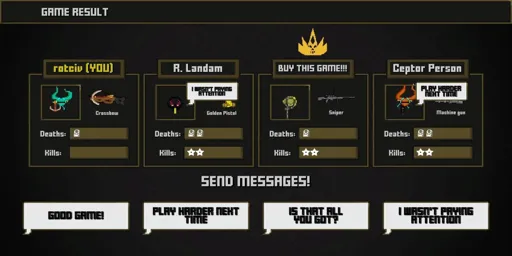 GAME RESULT
rotciv (YOU)
R. Landam
BUY THIS GAME!!!
Ceptor Person
Crossbow
I WASN'T PAYING
ATTENTION
Golden Pistol
Sniper
PLAY HARDER
NEXT TIME
Machine gun
Deaths:
Deaths:
Deaths:
Deaths:
Kills:
Kills:
Kills:
Kills:
SEND MESSAGES!
GOOD GAME!
PLAY HARDER NEXT
TIME
IS THAT ALL
YOU GOT?
I WASN'T PAYING
ATTENTION